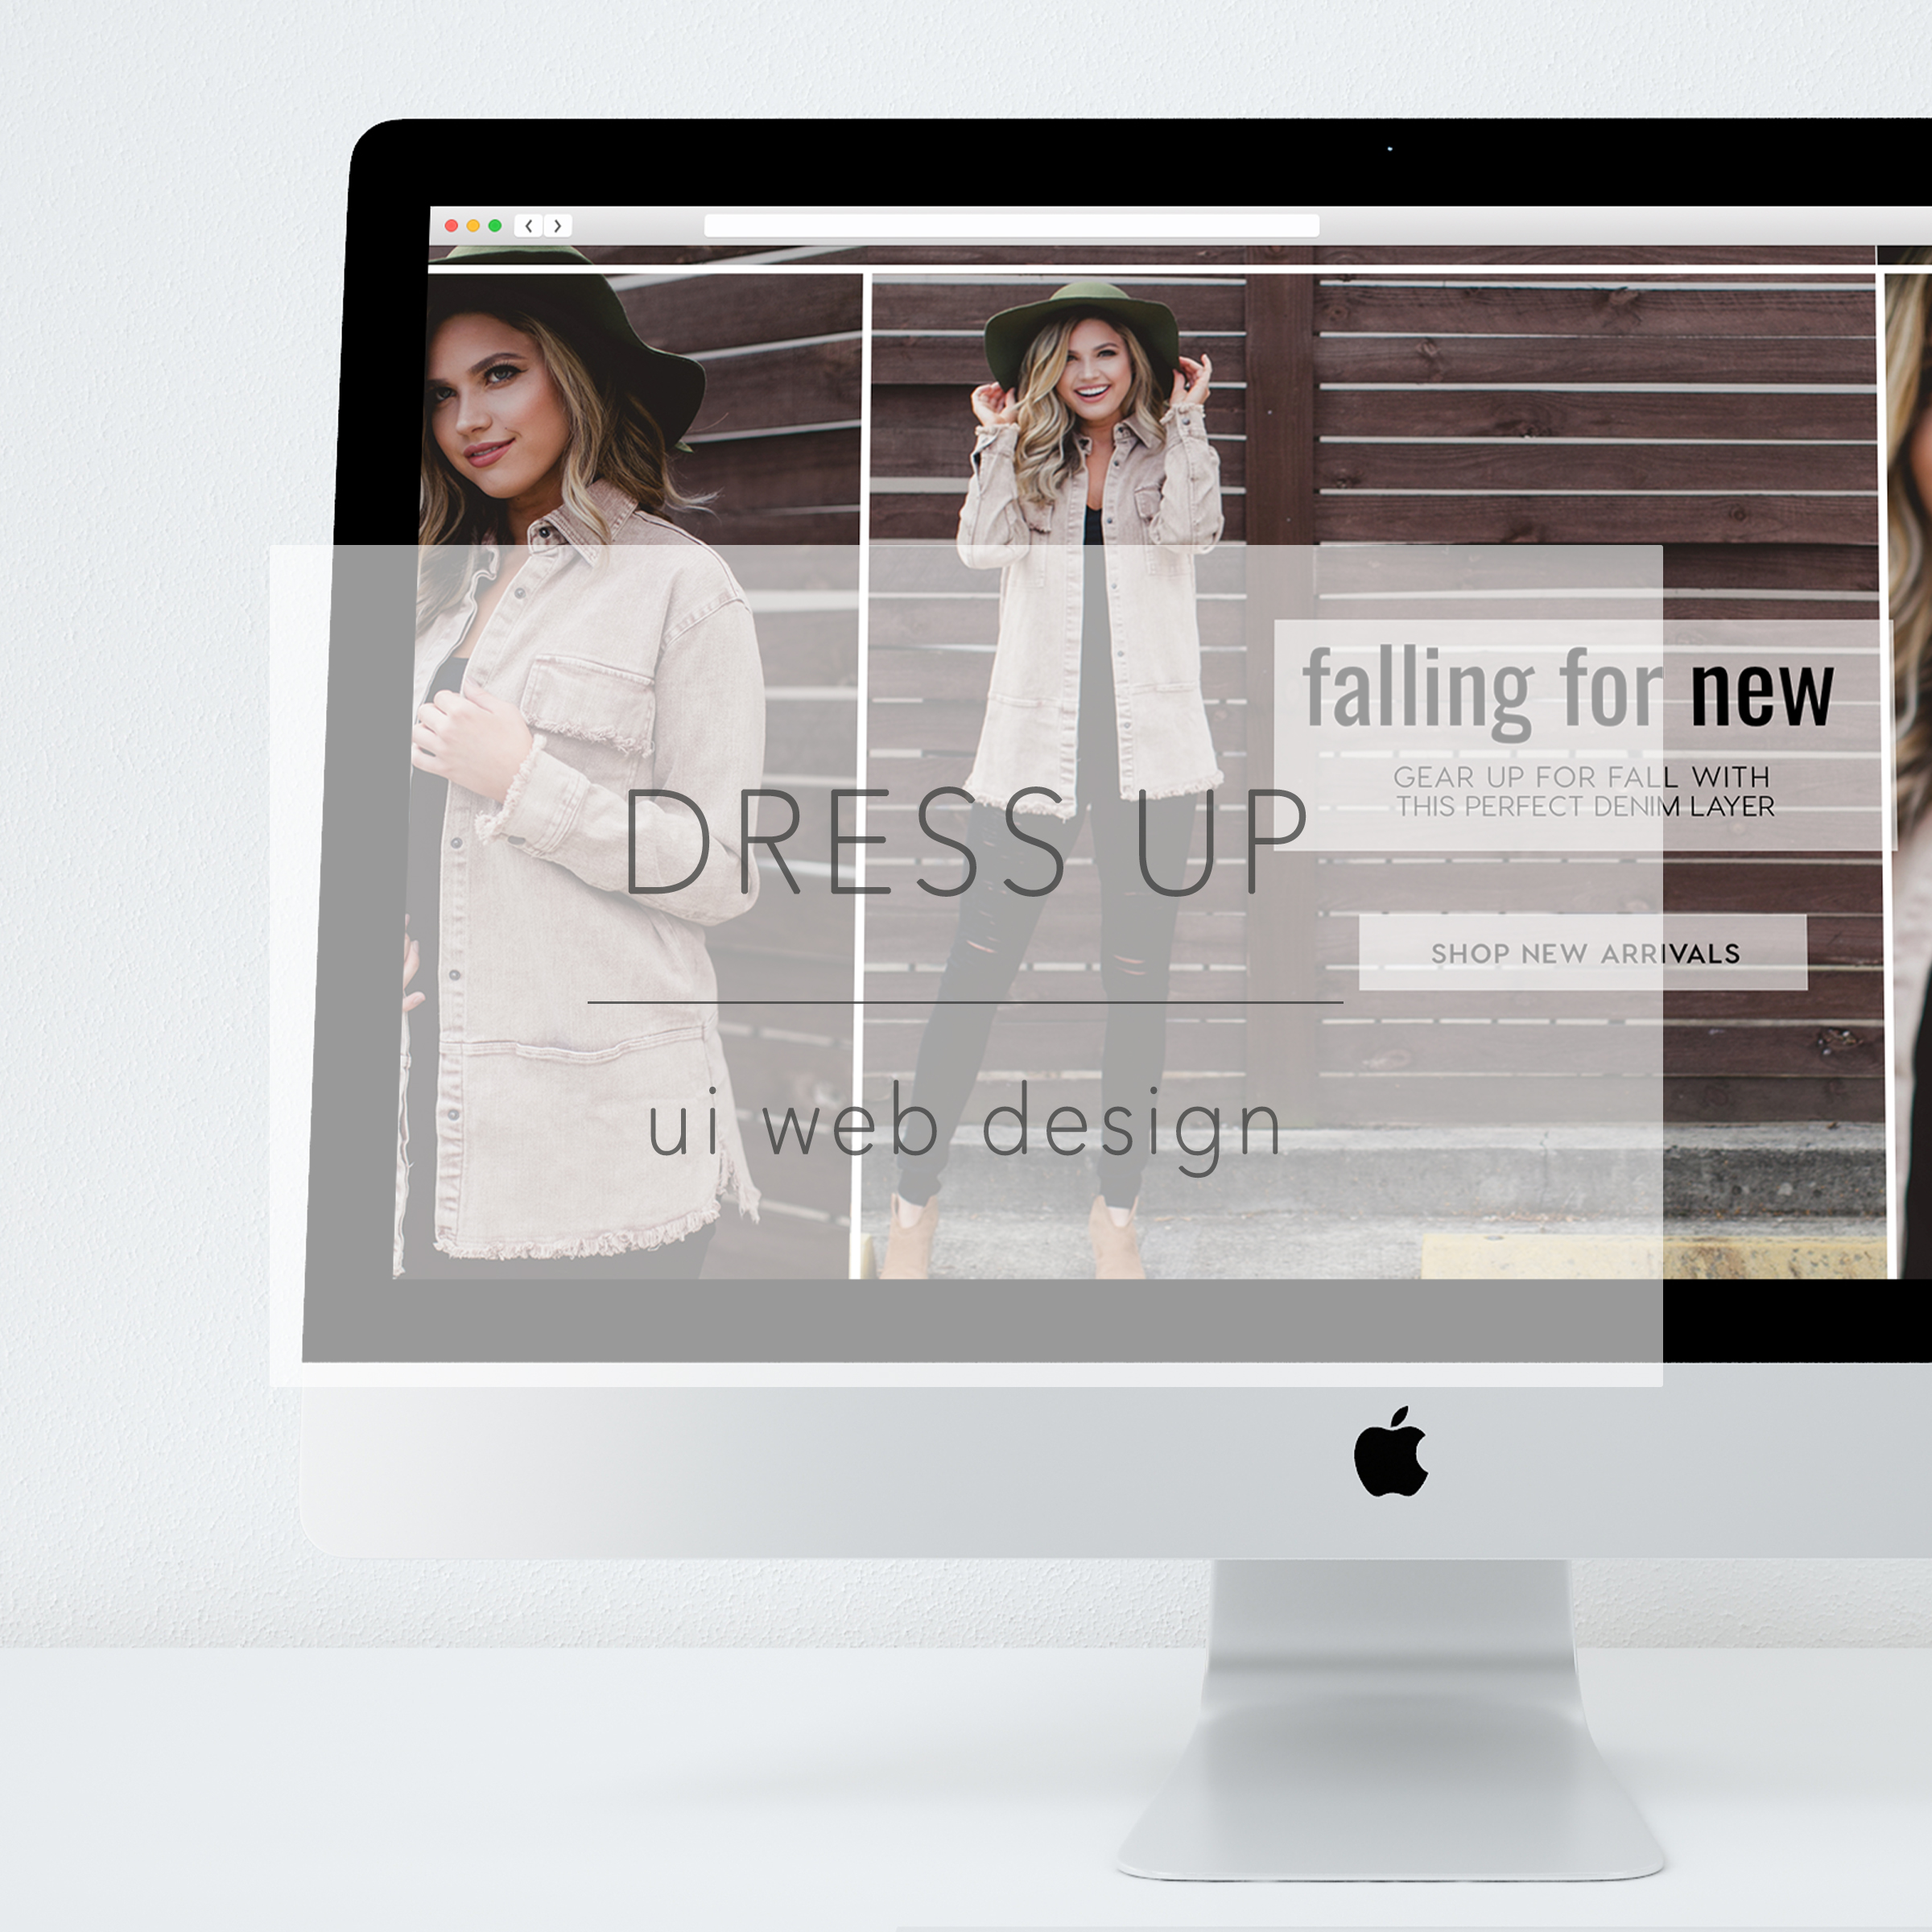 falling for new
GEAR UP FOR FALL WITH
THIS PERFECT DENIM LAYER
SHOP NEW ARRIVALS
DRESS UP
ui web design